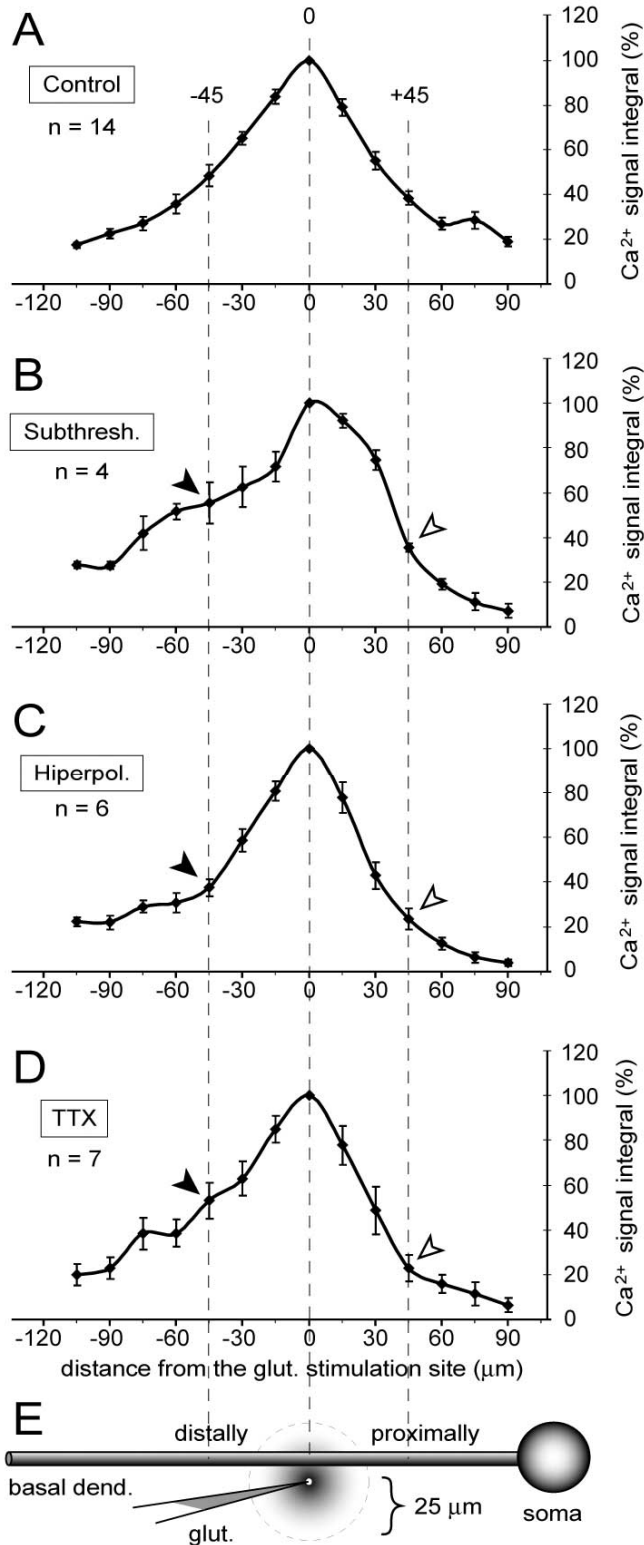 A
Control
n = 14
0
-45
+45
120
100
80
60
40
20
0
Ca²⁺ signal integral (%)
-120 -90 -60 -30 0 30 60 90
B
Subthresh.
n = 4
120
100
80
60
40
20
0
Ca²⁺ signal integral (%)
-120 -90 -60 -30 0 30 60 90
C
Hiperpol.
n = 6
120
100
80
60
40
20
0
Ca²⁺ signal integral (%)
-120 -90 -60 -30 0 30 60 90
D
TTX
n = 7
120
100
80
60
40
20
0
Ca²⁺ signal integral (%)
-120 -90 -60 -30 0 30 60 90
distance from the glut. stimulation site (μm)
E
distally
proximally
basal dend.
glut.
25 μm
soma